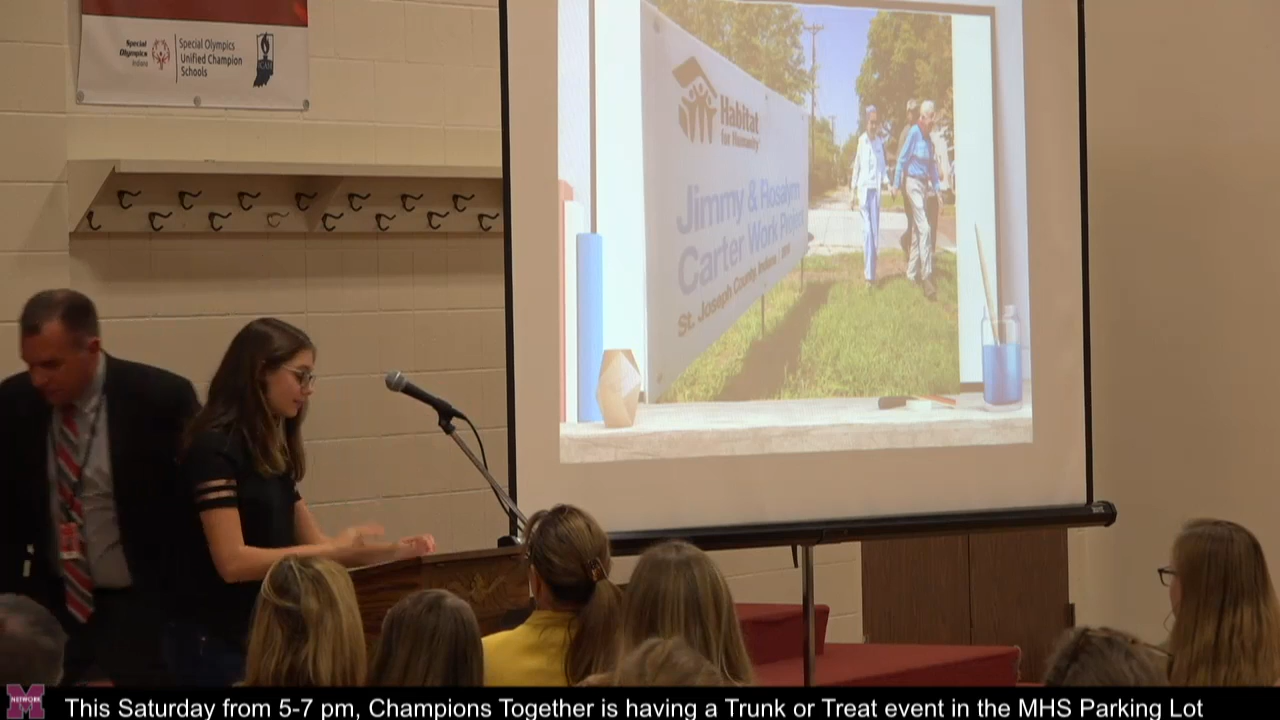 Special
Olympics
Indiana
Special Olympics
Unified Champion
Schools
Habitat
for Humanity
Jimmy & Rosalynn
Carter Work Project
St. Joseph County, Indiana
M
NETWORK
This Saturday from 5-7 pm, Champions Together is having a Trunk or Treat event in the MHS Parking Lot